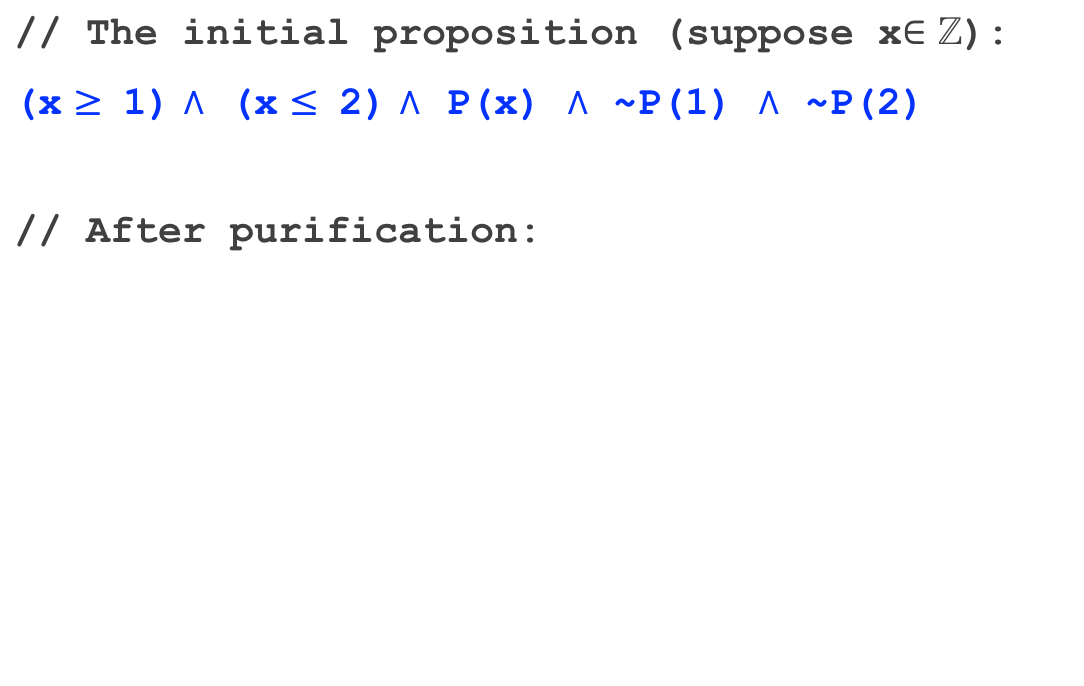 // The initial proposition (suppose x∈ ℤ):
(x ≥ 1) ∧ (x ≤ 2) ∧ P(x) ∧ ~P(1) ∧ ~P(2)
// After purification: